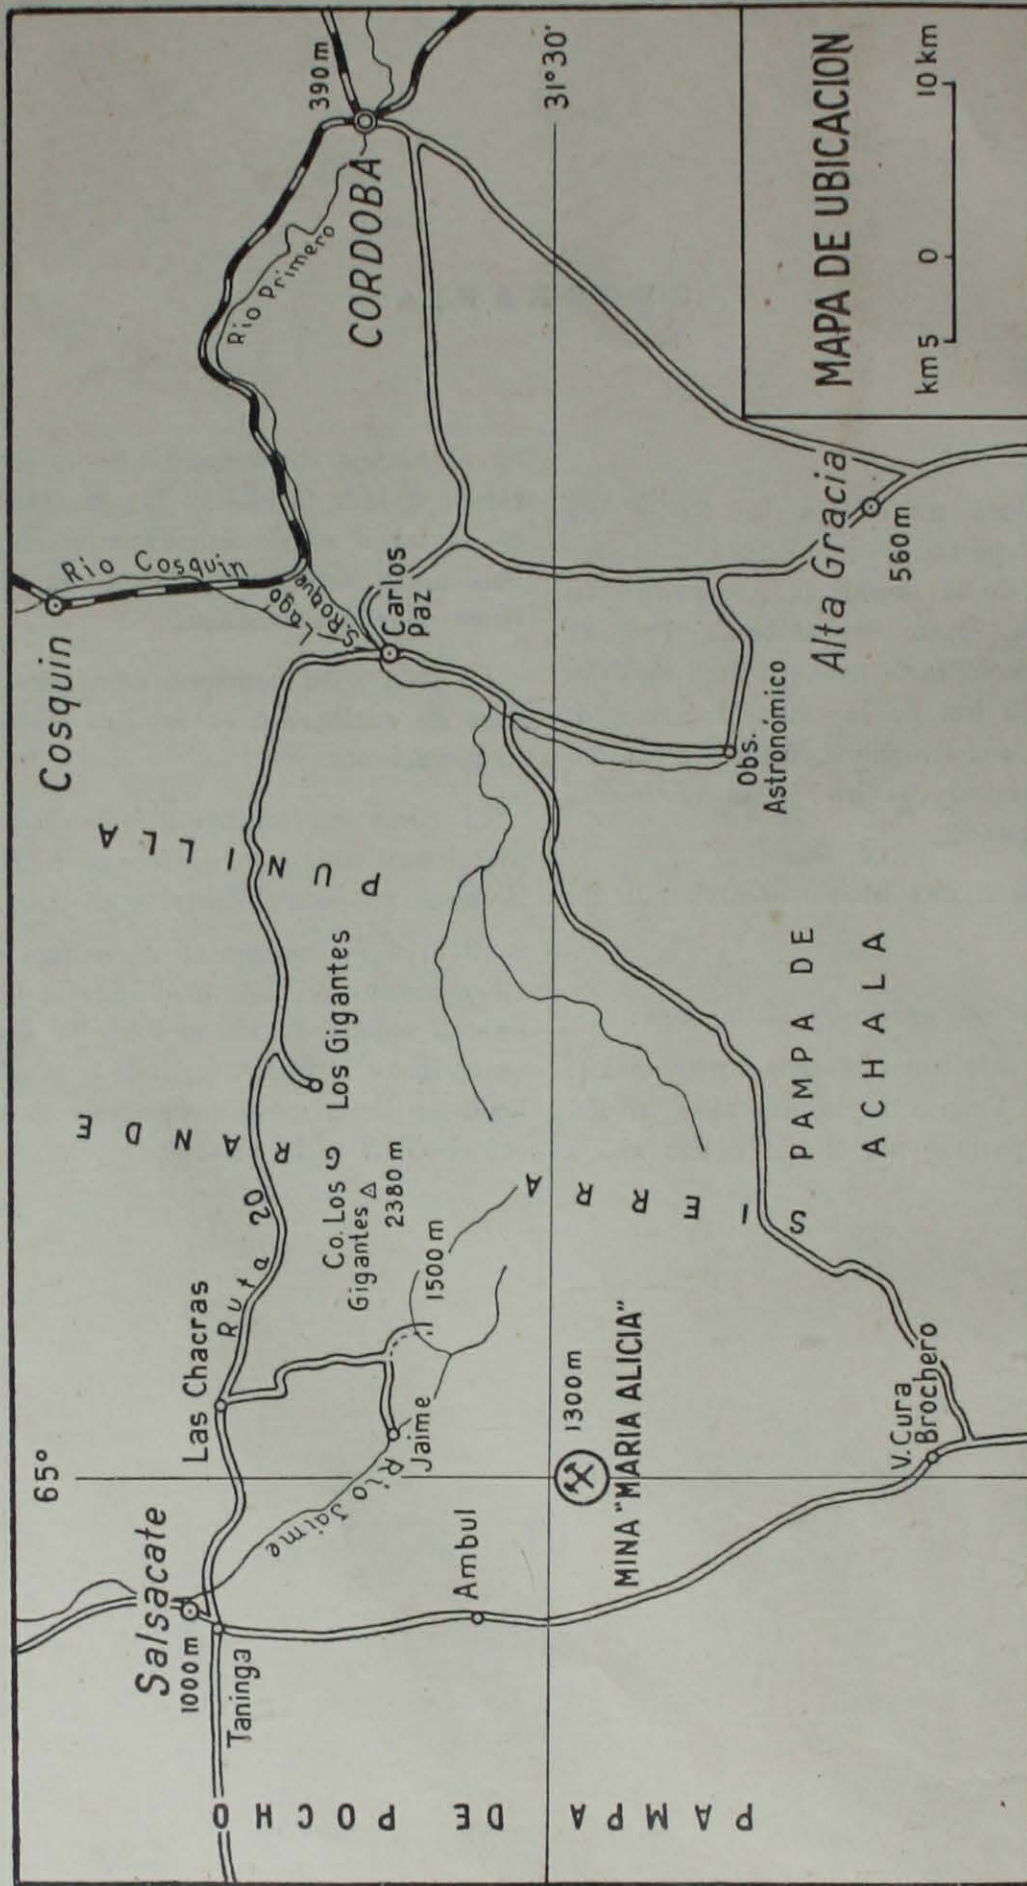 Cosquin
Rio Cosquin
390 m
Rio Primero
CORDOBA
Lago
S. Roque
Carlos
Paz
31°30'
Salsacate
1000 m
Taninga
65°
Las Chacras
Ruta 20
Rio Jaime
Jaime
Co. Los
Gigantes
2380 m
1500 m
Los Gigantes
PUNILLA
SIERRA GRANDE
Ambul
1300 m
MINA "MARIA ALICIA"
PAMPA DE POCHO
V. Cura
Brochero
PAMPA DE
ACHALA
Obs.
Astronómico
Alta Gracia
560 m
MAPA DE UBICACION
km 5 0 10 km